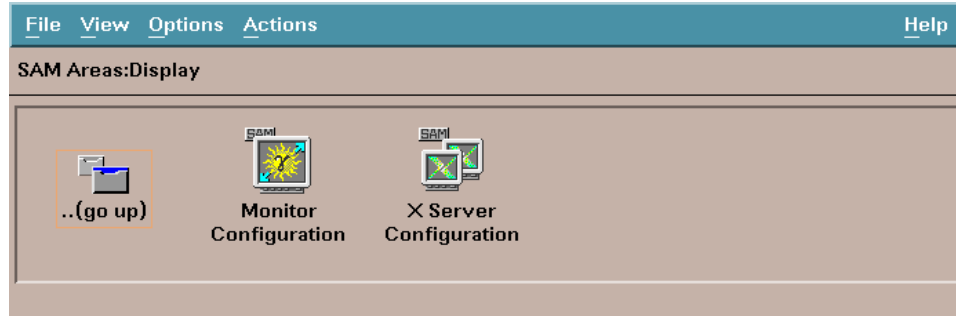 File View Options Actions Help
SAM Areas:Display
SAM SAM
..(go up) Monitor Configuration X Server Configuration